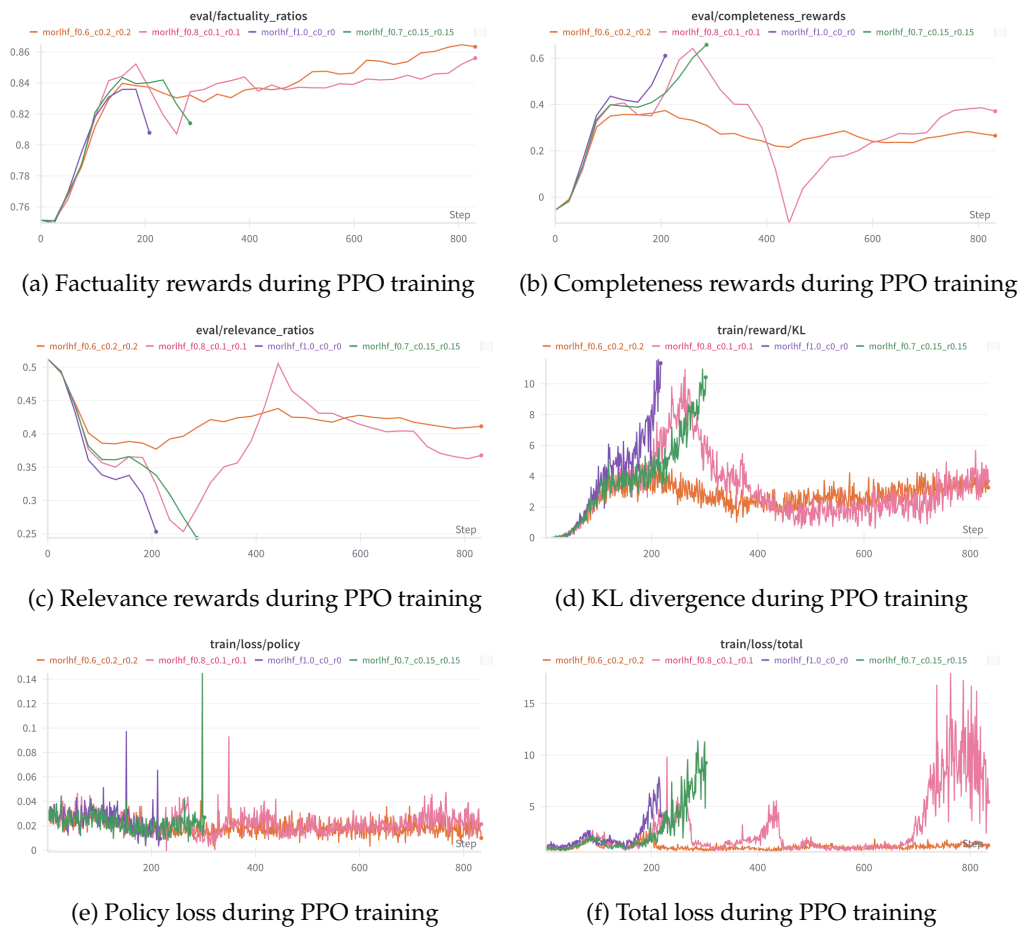 eval/factuality_ratios
morlhf_f0.6_c0.2_r0.2 morlhf_f0.8_c0.1_r0.1 morlhf_f1.0_c0_r0 morlhf_f0.7_c0.15_r0.15
0.86
0.84
0.82
0.8
0.78
0.76
Step
0 200 400 600 800
(a) Factuality rewards during PPO training
eval/completeness_rewards
morlhf_f0.6_c0.2_r0.2 morlhf_f0.8_c0.1_r0.1 morlhf_f1.0_c0_r0 morlhf_f0.7_c0.15_r0.15
0.6
0.4
0.2
0
Step
0 200 400 600 800
(b) Completeness rewards during PPO training
eval/relevance_ratios
morlhf_f0.6_c0.2_r0.2 morlhf_f0.8_c0.1_r0.1 morlhf_f1.0_c0_r0 morlhf_f0.7_c0.15_r0.15
0.5
0.45
0.4
0.35
0.3
0.25
Step
0 200 400 600 800
(c) Relevance rewards during PPO training
train/reward/KL
morlhf_f0.6_c0.2_r0.2 morlhf_f0.8_c0.1_r0.1 morlhf_f1.0_c0_r0 morlhf_f0.7_c0.15_r0.15
10
8
6
4
2
0
Step
200 400 600 800
(d) KL divergence during PPO training
train/loss/policy
morlhf_f0.6_c0.2_r0.2 morlhf_f0.8_c0.1_r0.1 morlhf_f1.0_c0_r0 morlhf_f0.7_c0.15_r0.15
0.14
0.12
0.1
0.08
0.06
0.04
0.02
0
Step
200 400 600 800
(e) Policy loss during PPO training
train/loss/total
morlhf_f0.6_c0.2_r0.2 morlhf_f0.8_c0.1_r0.1 morlhf_f1.0_c0_r0 morlhf_f0.7_c0.15_r0.15
15
10
5
Step
200 400 600 800
(f) Total loss during PPO training